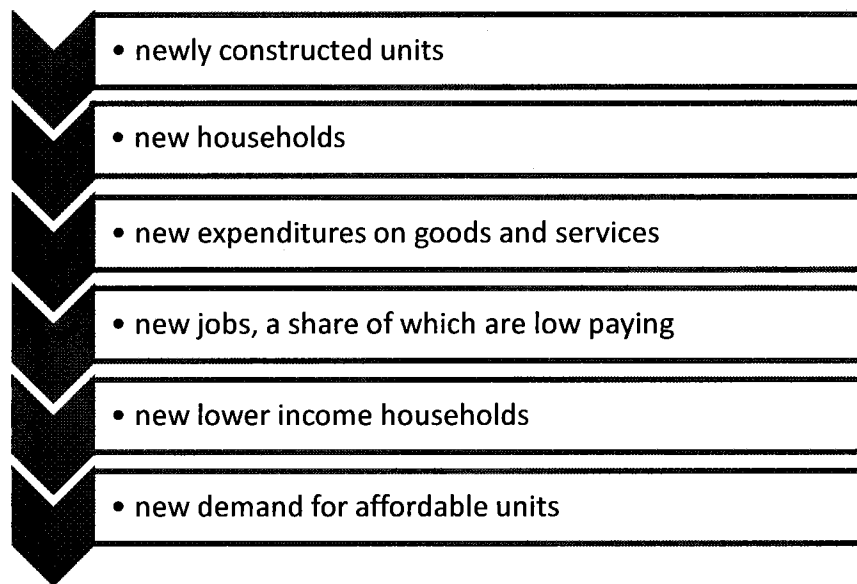 • newly constructed units
• new households
• new expenditures on goods and services
• new jobs, a share of which are low paying
• new lower income households
• new demand for affordable units